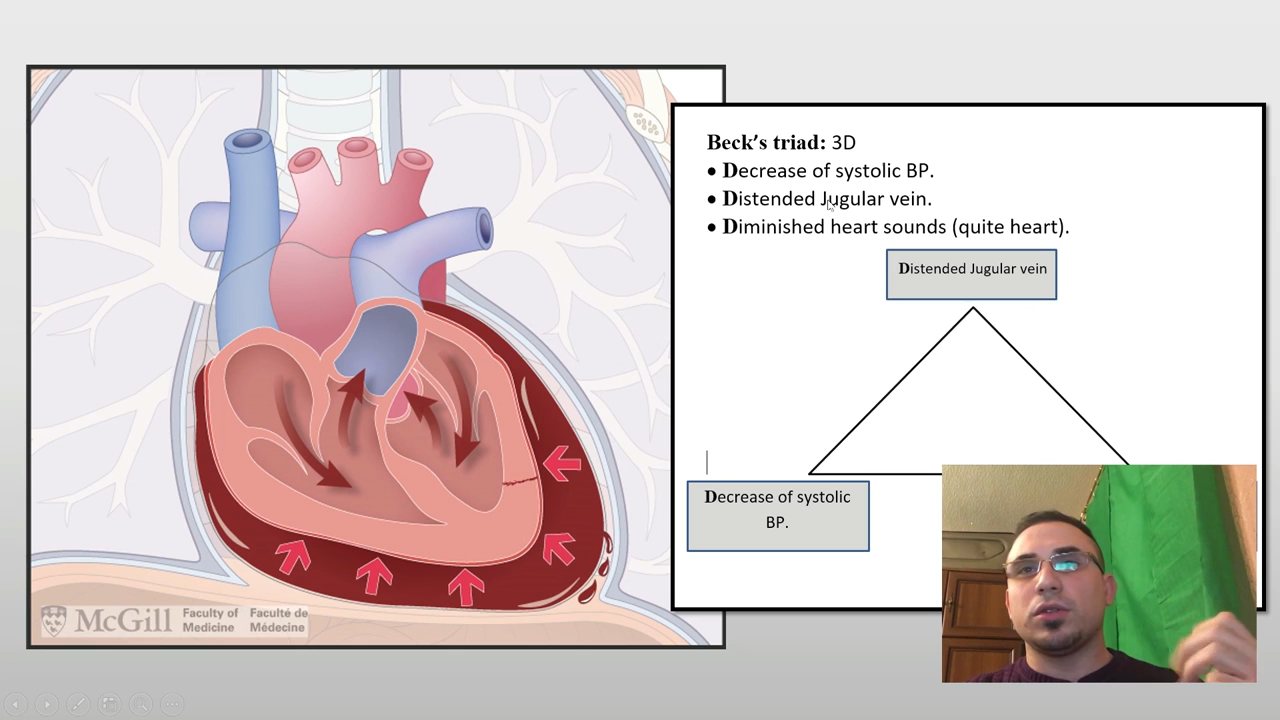 Beck's triad: 3D
• Decrease of systolic BP.
• Distended Jugular vein.
• Diminished heart sounds (quite heart).
Distended Jugular vein
Decrease of systolic
BP.
McGill
Faculty of
Medicine
Faculté de
Médecine